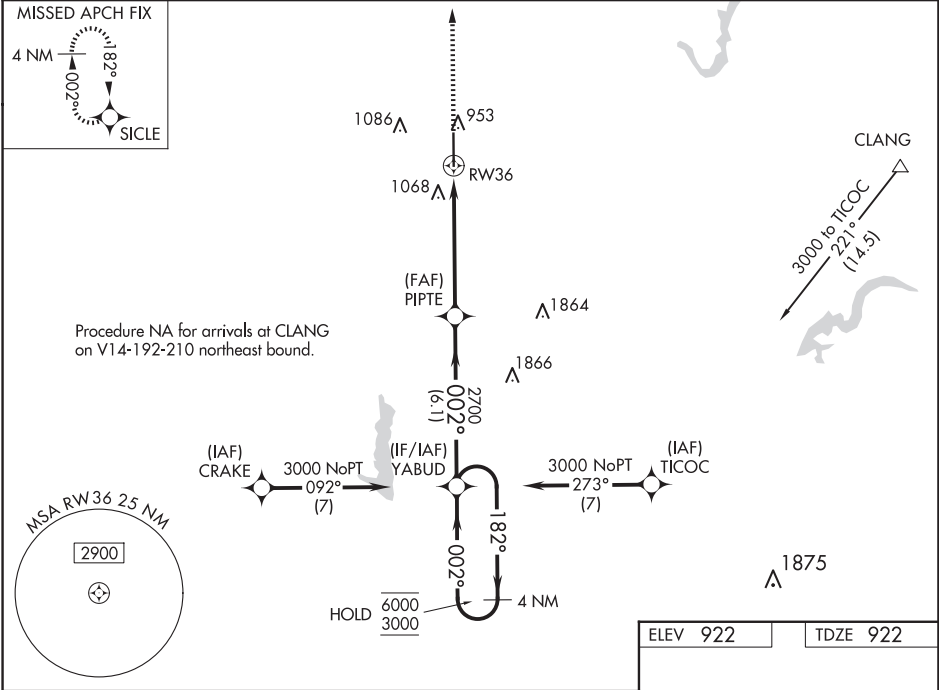 MISSED APCH FIX
4 NM
182°
002°
SICLE
1086
953
RW36
1068
CLANG
3000 to TICOC
221°
(14.5)
(FAF)
PIPTE
1864
Procedure NA for arrivals at CLANG
on V14-192-210 northeast bound.
1866
2700
002°
(6.1)
(IAF)
CRAKE
3000 NoPT
092°
(7)
(IF/IAF)
YABUD
3000 NoPT
273°
(7)
(IAF)
TICOC
MSA RW36 25 NM
2900
182°
002°
HOLD
6000
3000
4 NM
1875
ELEV 922
TDZE 922